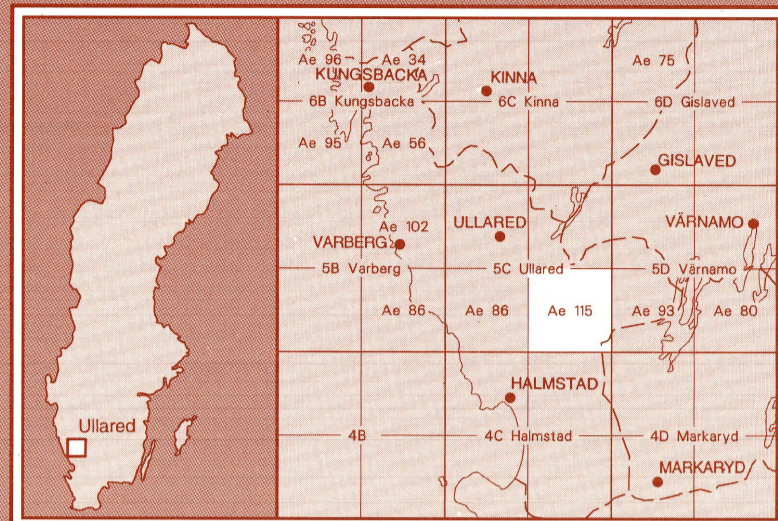 Ullared
Ae 96 Ae 34 Ae 75
KUNGSBACKA KINNA
6B Kungsbacka 6C Kinna 6D Gislaved
Ae 95 Ae 56
GISLAVED
Ae 102 ULLARED VÄRNAMO
VARBERG
5B Varberg 5C Ullared 5D Värnamo
Ae 86 Ae 86 Ae 115 Ae 93 Ae 80
HALMSTAD
4B 4C Halmstad 4D Markaryd
MARKARYD